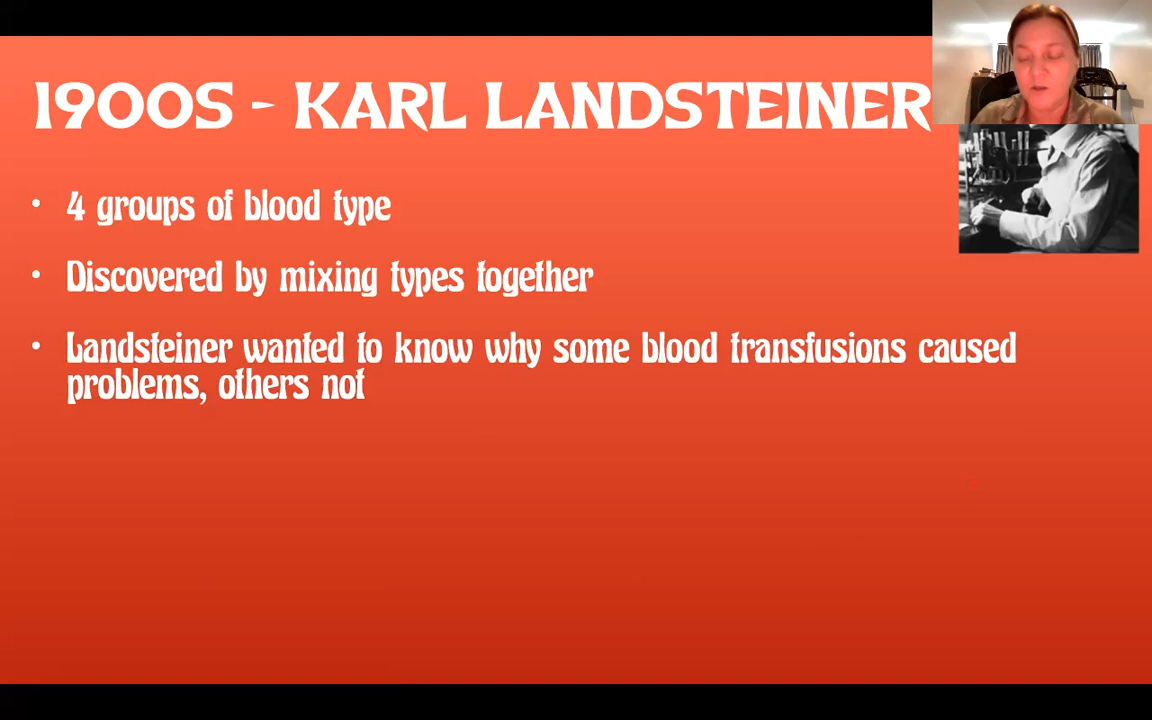 1900S - KARL LANDSTEINER
• 4 groups of blood type
• Discovered by mixing types together
• Landsteiner wanted to know why some blood transfusions caused
problems, others not